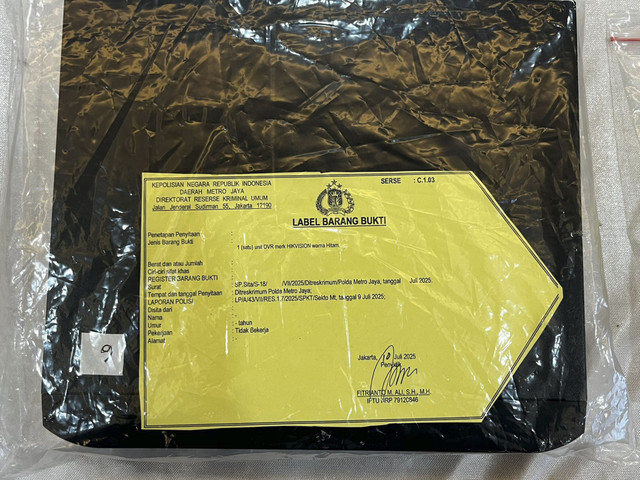 KEPOLISIAN NEGARA REPUBLIK INDONESIA
DAERAH METRO JAYA
DIREKTORAT RESERSE KRIMINAL UMUM
Jalan Jenderal Sudirman 55, Jakarta 17190
SERSE : C.1.03
LABEL BARANG BUKTI
Penetapan Penyitaan :
Jenis Barang Bukti :
1 (satu) unit DVR merk HIKVISION warna Hitam.
Berat dan atau Jumlah
Ciri-ciri/sifat khas :
REGISTER BARANG BUKTI :
Surat : SP.Sita/S-18/ /VII/2025/Ditreskrimum/Polda Metro Jaya, tanggal Juli 2025.
Tempat dan tanggal Penyitaan : Ditreskrimum Polda Metro Jaya;
LAPORAN POLISI : LP/A/43/VII/RES.1.7/2025/SPKT/Sekto Mt, tanggal 9 Juli 2025;
Disita dari :
Nama :
Umur : - tahun
Pekerjaan : Tidak Bekerja
Alamat : -
Jakarta, Juli 2025
FITRIANTO M. ALI, S.H., M.H.
IPTU NRP 79120846
9